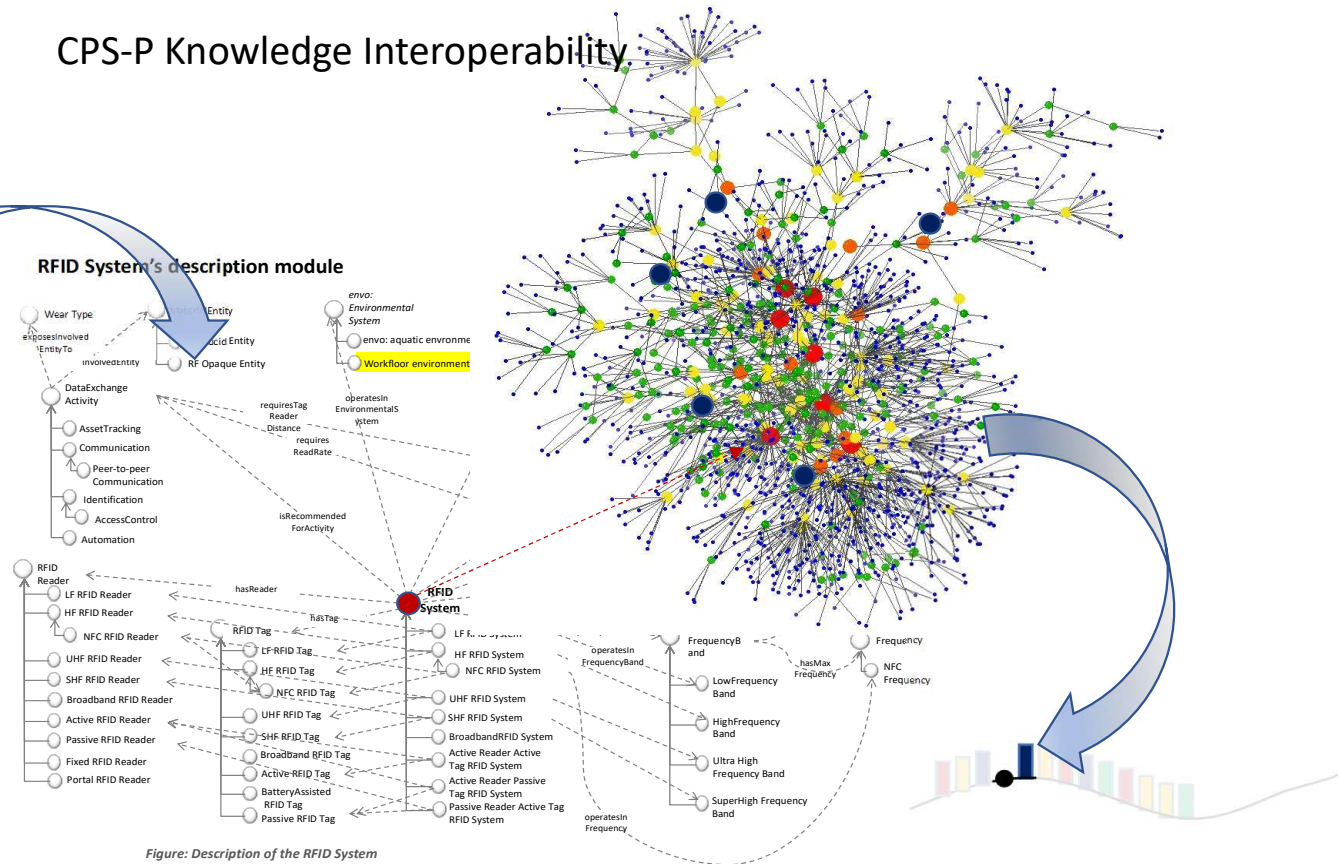 CPS-P Knowledge Interoperability
RFID System's description module
Wear Type
Entity
envo:
Environmental
System
exposesInvolved
EntityTo
Entity
envo: aquatic envronme
involvedEntity
RF Opaque Entity
Workfloor environment
DataExchange
Activity
requiresTag
Reader
Distance
operatesIn
EnvironmentalS
ystem
AssetTracking
requires
ReadRate
Communication
Peer-to-peer
Communication
Identification
AccessControl
isRecommended
ForActivity
Automation
RFID
Reader
LF RFID Reader
HF RFID Reader
NFC RFID Reader
UHF RFID Reader
SHF RFID Reader
Broadband RFID Reader
Active RFID Reader
Passive RFID Reader
Fixed RFID Reader
Portal RFID Reader
hasReader
hasTag
RFID Tag
LF RFID Tag
HF RFID Tag
NFC RFID Tag
UHF RFID Tag
SHF RFID Tag
Broadband RFID Tag
Active RFID Tag
BatteryAssisted
RFID Tag
Passive RFID Tag
RFID
System
LF RFID System
HF RFID System
NFC RFID System
UHF RFID System
SHF RFID System
BroadbandRFID System
Active Reader Active
Tag RFID System
Active Reader Passive
Tag RFID System
Passive Reader Active Tag
RFID System
operatesIn
FrequencyBand
operatesIn
Frequency
FrequencyB
and
LowFrequency
Band
HighFrequency
Band
Ultra High
Frequency Band
SuperHigh Frequency
Band
hasMax
Frequency
Frequency
NFC
Frequency
Figure: Description of the RFID System